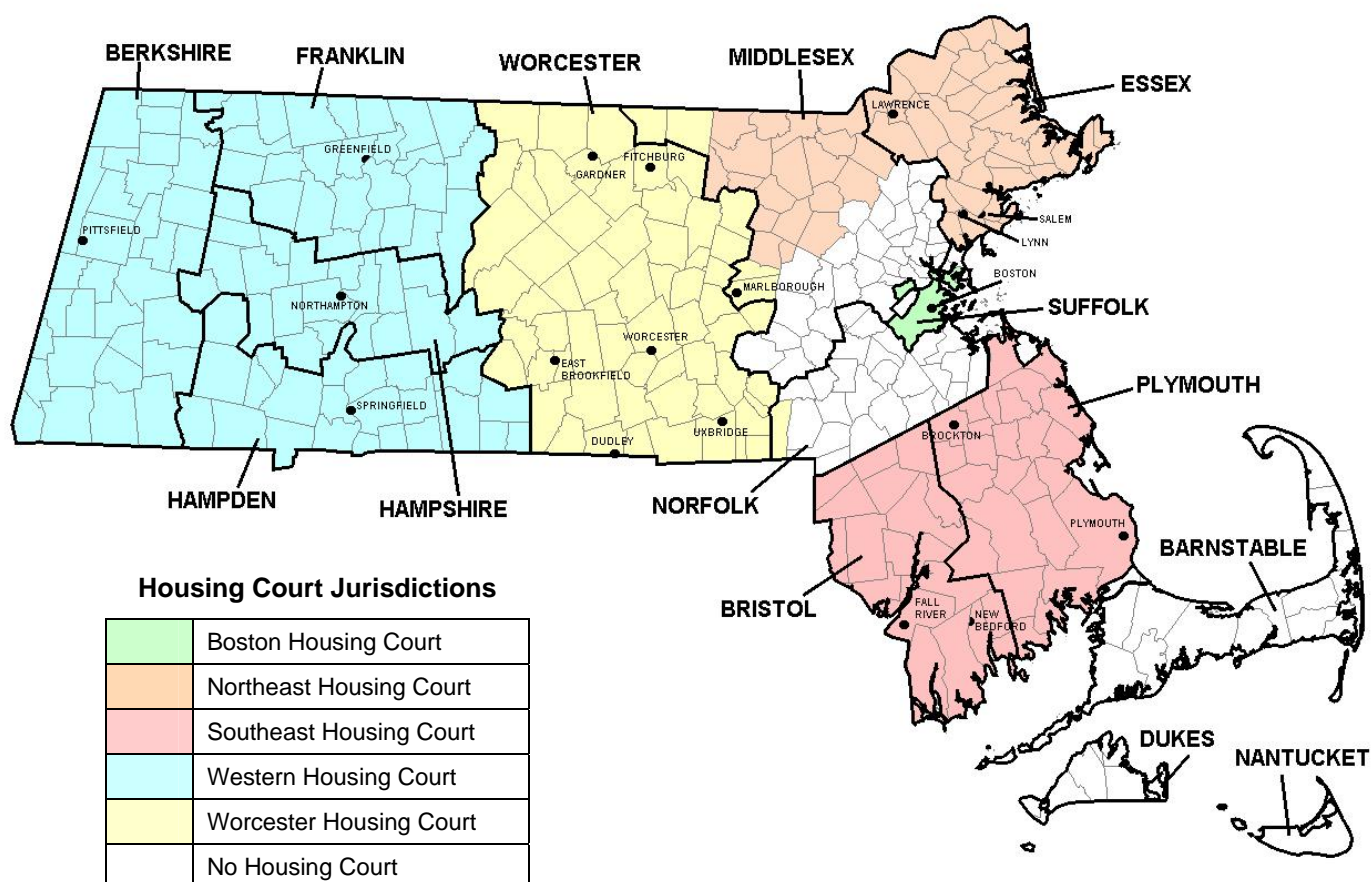 BERKSHIRE
FRANKLIN
WORCESTER
MIDDLESEX
ESSEX
LAWRENCE
GREENFIELD
FITCHBURG
GARDNER
PITTSFIELD
SALEM
LYNN
BOSTON
NORTHAMPTON
MARLBOROUGH
SUFFOLK
WORCESTER
EAST
BROOKFIELD
PLYMOUTH
SPRINGFIELD
UXBRIDGE
BROCKTON
DUDLEY
HAMPDEN
HAMPSHIRE
NORFOLK
PLYMOUTH
BARNSTABLE
BRISTOL
FALL
RIVER
NEW
BEDFORD
DUKES
NANTUCKET
Housing Court Jurisdictions
Boston Housing Court
Northeast Housing Court
Southeast Housing Court
Western Housing Court
Worcester Housing Court
No Housing Court